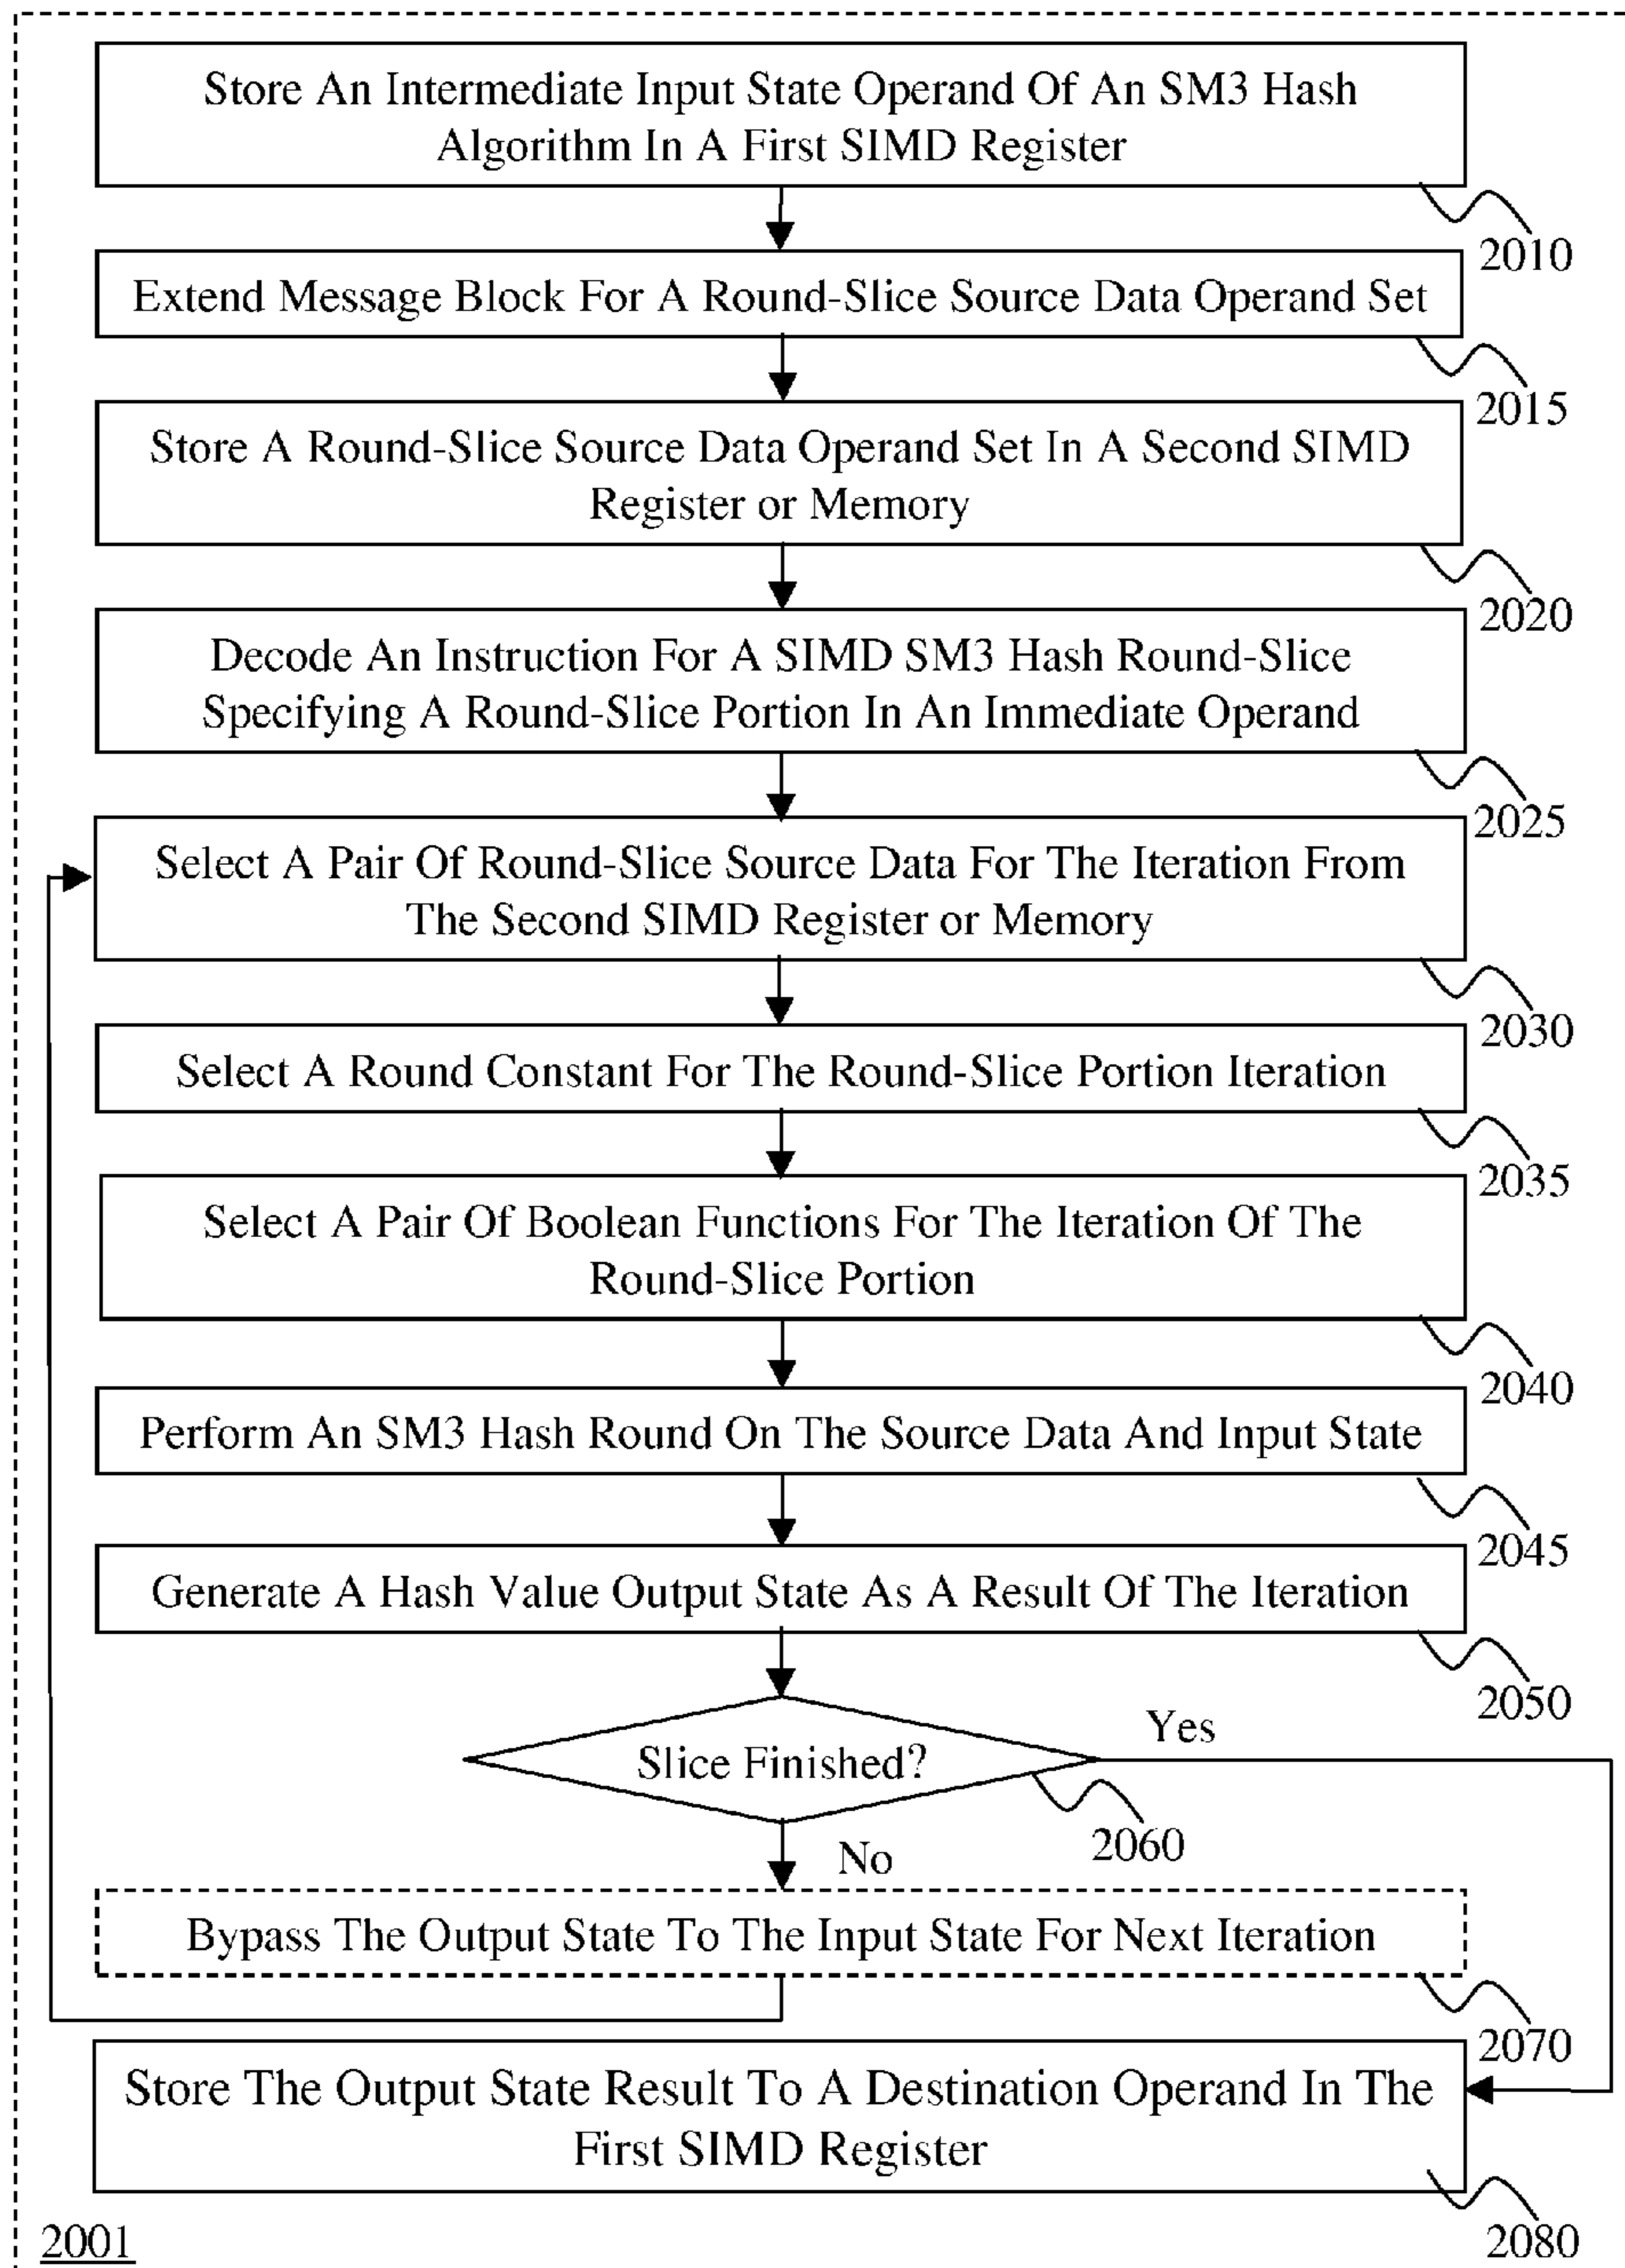 Store An Intermediate Input State Operand Of An SM3 Hash
Algorithm In A First SIMD Register
2010
Extend Message Block For A Round-Slice Source Data Operand Set
2015
Store A Round-Slice Source Data Operand Set In A Second SIMD
Register or Memory
2020
Decode An Instruction For A SIMD SM3 Hash Round-Slice
Specifying A Round-Slice Portion In An Immediate Operand
2025
Select A Pair Of Round-Slice Source Data For The Iteration From
The Second SIMD Register or Memory
2030
Select A Round Constant For The Round-Slice Portion Iteration
2035
Select A Pair Of Boolean Functions For The Iteration Of The
Round-Slice Portion
2040
Perform An SM3 Hash Round On The Source Data And Input State
2045
Generate A Hash Value Output State As A Result Of The Iteration
2050
Yes
Slice Finished?
2060
No
Bypass The Output State To The Input State For Next Iteration
2070
Store The Output State Result To A Destination Operand In The
First SIMD Register
2080
2001